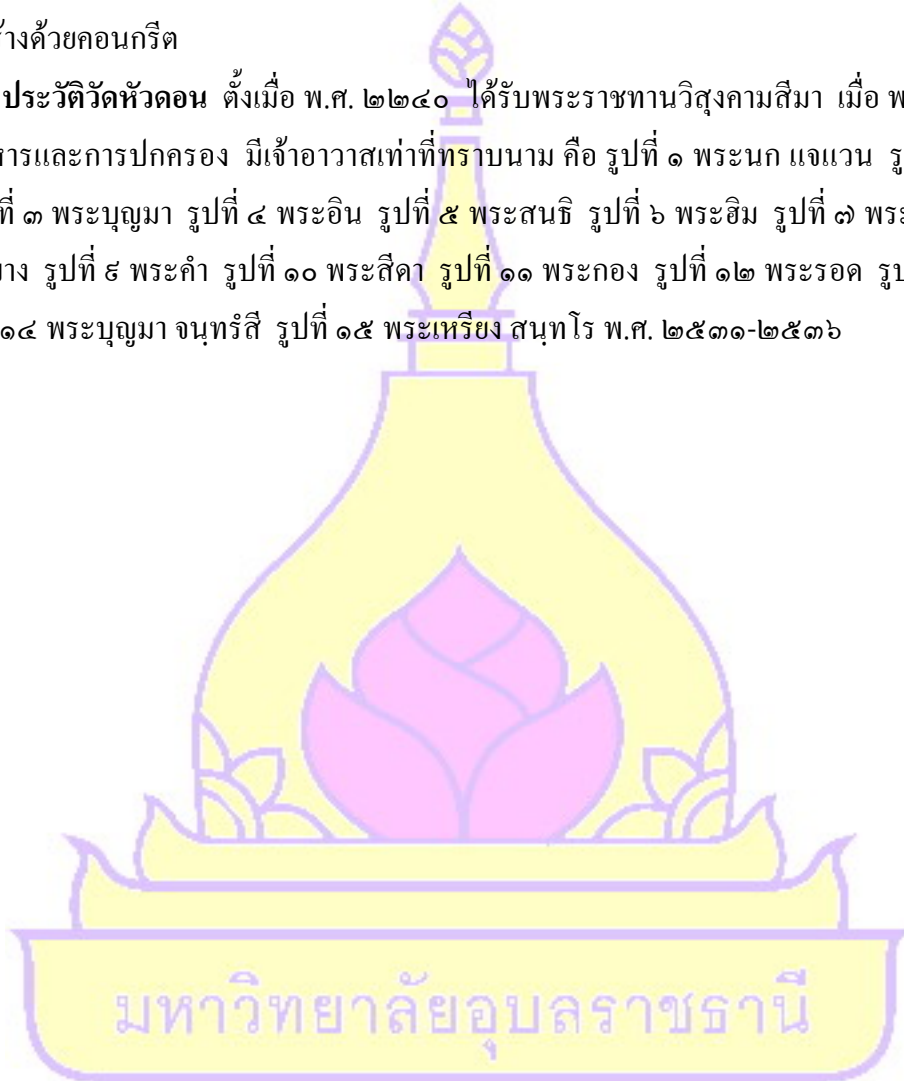 ้างด้วยคอนกรีต
ประวัติวัดหัวดอน ตั้งเมื่อ พ.ศ. ๒๒๔๐ ได้รับพระราชทานวิสุงคามสีมา เมื่อ พ
หารและการปกครอง มีเจ้าอาวาสเท่าที่ทราบนาม คือ รูปที่ ๑ พระนก แจแวน รู
ที่ ๓ พระบุญมา รูปที่ ๔ พระอิน รูปที่ ๕ พระสนธิ รูปที่ ๖ พระฮิม รูปที่ ๗ พระ
าง รูปที่ ๙ พระคำ รูปที่ ๑๐ พระสีดา รูปที่ ๑๑ พระกอง รูปที่ ๑๒ พระรอด รูป
๑๔ พระบุญมา จนฺทรํสี รูปที่ ๑๕ พระเหรียง สนฺทโร พ.ศ. ๒๕๓๑-๒๕๓๖
มหาวิทยาลัยอุบลราชธานี